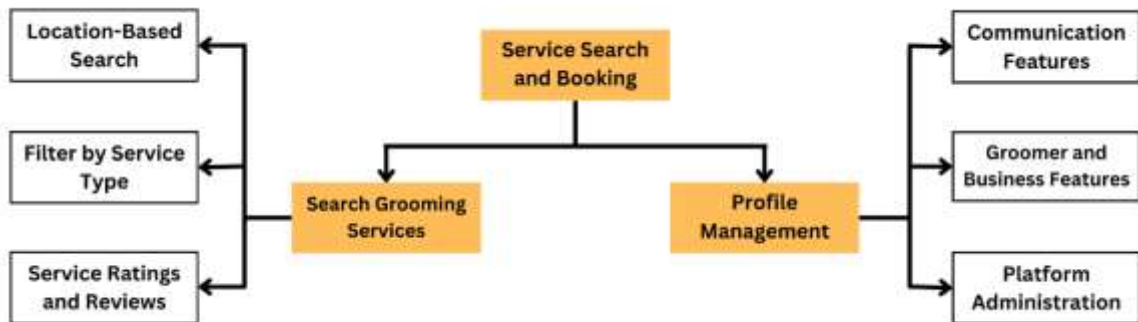 Location-Based
Search
Filter by Service
Type
Service Ratings
and Reviews
Service Search
and Booking
Search Grooming
Services
Profile
Management
Communication
Features
Groomer and
Business Features
Platform
Administration